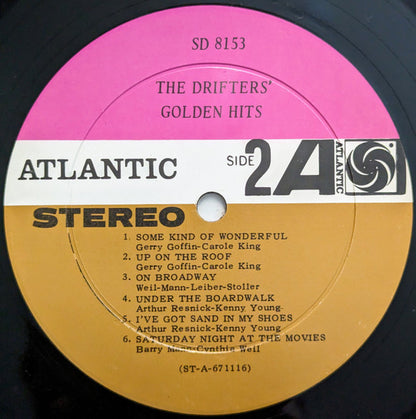 SD 8153
THE DRIFTERS'
GOLDEN HITS
ATLANTIC
SIDE 2
A
ATLANTIC
STEREO
1. SOME KIND OF WONDERFUL
Gerry Goffin-Carole King
2. UP ON THE ROOF
Gerry Goffin-Carole King
3. ON BROADWAY
Weil-Mann-Leiber-Stoller
4. UNDER THE BOARDWALK
Arthur Resnick-Kenny Young
5. I'VE GOT SAND IN MY SHOES
Arthur Resnick-Kenny Young
6. SATURDAY NIGHT AT THE MOVIES
Barry Mann-Cynthia Weil
(ST-A-671116)